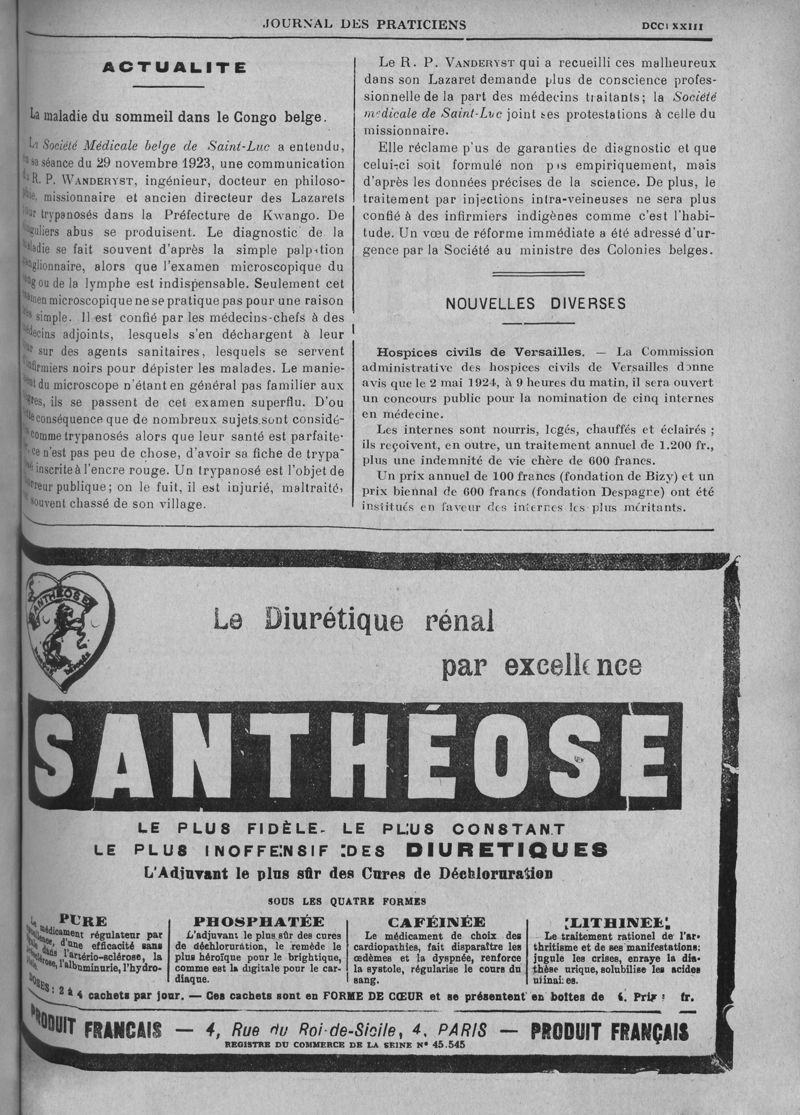 JOURNAL DES PRATICIENS
ACTUALITE
La maladie du sommeil dans le Congo belge.
La Société Médicale belge de Saint-Luc a entendu,
sa séance du 29 novembre 1923, une communication
R. P. WANDERYST, ingénieur, docteur en philoso-
missionnaire et ancien directeur des Lazarets
trypanosés dans la Préfecture de Kwango. De
abus se produisent. Le diagnostic de la
se fait souvent d'après la simple palpation
alors que l'examen microscopique du
ou de la lymphe est indispensable. Seulement cet
microscopique ne se pratique pas pour une raison
simple. Il est confié par les médecins-chefs à des
adjoints, lesquels s'en déchargent à leur
sur des agents sanitaires, lesquels se servent
noirs pour dépister les malades. Le manie-
du microscope n'étant en général pas familier aux
ils se passent de cet examen superflu. D'ou
conséquence que de nombreux sujets sont considé-
comme trypanosés alors que leur santé est parfaite
ce n'est pas peu de chose, d'avoir sa fiche de trypa
inscrite à l'encre rouge. Un trypanosé est l'objet de
publique; on le fuit, il est injurié, maltraité,
souvent chassé de son village.
Le R. P. VANDERYST qui a recueilli ces malheureux
dans son Lazaret demande plus de conscience profes-
sionnelle de la part des médecins traitants; la Société
médicale de Saint-Luc joint ses protestations à celle du
missionnaire.
Elle réclame p'us de garanties de diagnostic et que
celui-ci soit formulé non pas empiriquement, mais
d'après les données précises de la science. De plus, le
traitement par injections intra-veineuses ne sera plus
confié à des infirmiers indigènes comme c'est l'habi-
tude. Un vœu de réforme immédiate a été adressé d'ur-
gence par la Société au ministre des Colonies belges.
NOUVELLES DIVERSES
Hospices civils de Versailles. — La Commission
administrative des hospices civils de Versailles donne
avis que le 2 mai 1924, à 9 heures du matin, il sera ouvert
un concours public pour la nomination de cinq internes
en médecine.
Les internes sont nourris, logés, chauffés et éclairés ;
ils reçoivent, en outre, un traitement annuel de 1.200 fr.,
plus une indemnité de vie chère de 600 francs.
Un prix annuel de 100 francs (fondation de Bizy) et un
prix biennal de 600 francs (fondation Despagne) ont été
institués en faveur des internes les plus méritants.
SANTHÉOSE
Le Diurétique rénal
par excellence
SANTHÉOSE
LE PLUS FIDÈLE- LE PLUS CONSTANT
LE PLUS INOFFENSIF DES DIURETIQUES
L'Adjuvant le plus sûr des Cures de Déchloruration
SOUS LES QUATRE FORMES
PURE
médicament régulateur par
d'une efficacité sans
dans l'artério-sclérose, la
l'albuminurie, l'hydro-
PHOSPHATÉE
L'adjuvant le plus sûr des cures
de déchloruration, le remède le
plus héroïque pour le brightique,
comme est la digitale pour le car-
diaque.
CAFÉINÉE
Le médicament de choix des
cardiopathies, fait disparaître les
œdèmes et la dyspnée, renforce
la systole, régularise le cours du
sang.
LITHINEE
Le traitement rationel de l'ar-
thritisme et de ses manifestations;
jugule les crises, enraye la dia-
thèse urique, solubilise les acides
urinaires.
DOSES : 2 à 4 cachets par jour. — Ces cachets sont en FORME DE CŒUR et se présentent en boites de Prix : fr.
PRODUIT FRANCAIS — 4, Rue du Roi-de-Sicile, 4, PARIS — PRODUIT FRANÇAIS
REGISTRE DU COMMERCE DE LA SEINE N° 45.545